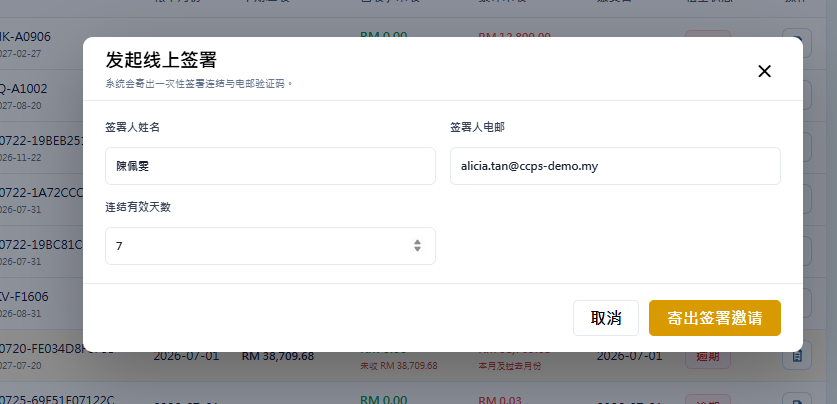 RM 0.00
RM 12,800.00
IK-A0906
027-02-27
Q-A1002
027-08-20
0722-19BEB251
026-11-22
0722-1A72CCC
026-07-31
0722-19BC81C
026-07-31
KV-F1606
026-08-31
发起线上签署
系统会寄出一次性签署连结与电邮验证码。
签署人姓名
签署人电邮
陳佩雯
alicia.tan@ccps-demo.my
连结有效天数
7
取消
寄出签署邀请
0720-FE034D8F
2026-07-01
RM 38,709.68
2026-07-01
逾期
027-07-20
未收 RM 38,709.68
本月及过去月份
0725-69F51F07122C
RM 0.00
RM 0.03